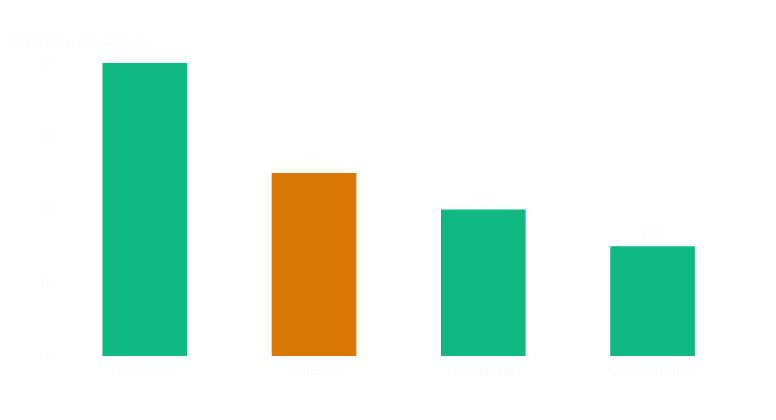 Proportional Allocation (%)
40%
40
25%
30
20%
20
15%
10
0
Personnel
Materials
Equipment
Other Expenses